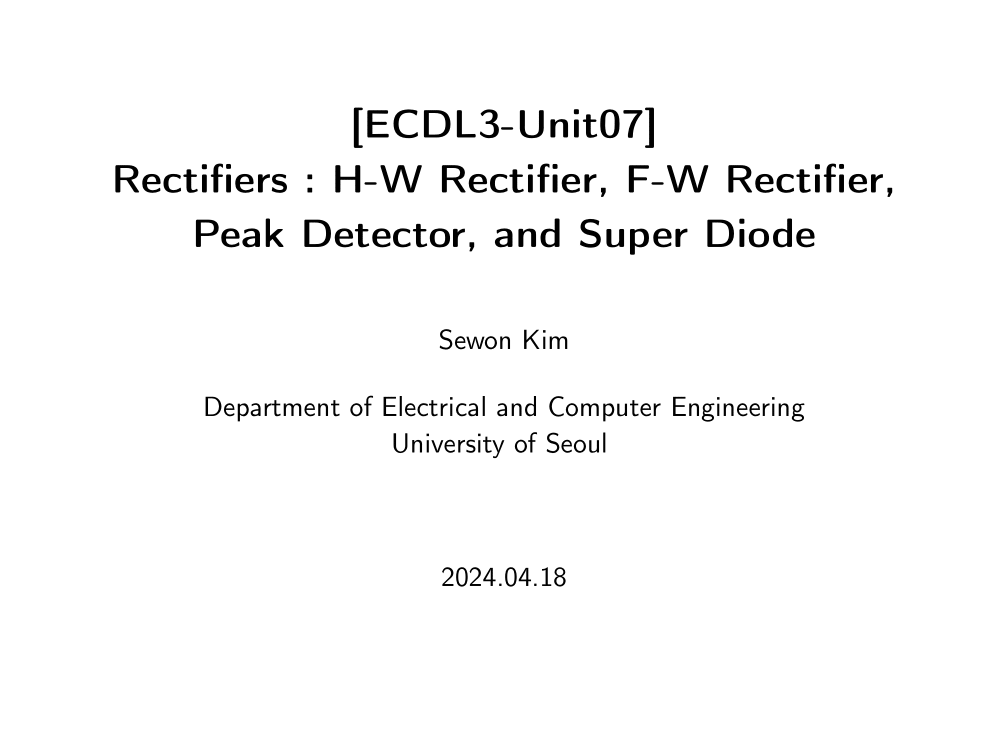 [ECDL3-Unit07]
Rectifiers : H-W Rectifier, F-W Rectifier,
Peak Detector, and Super Diode
Sewon Kim
Department of Electrical and Computer Engineering
University of Seoul
2024.04.18